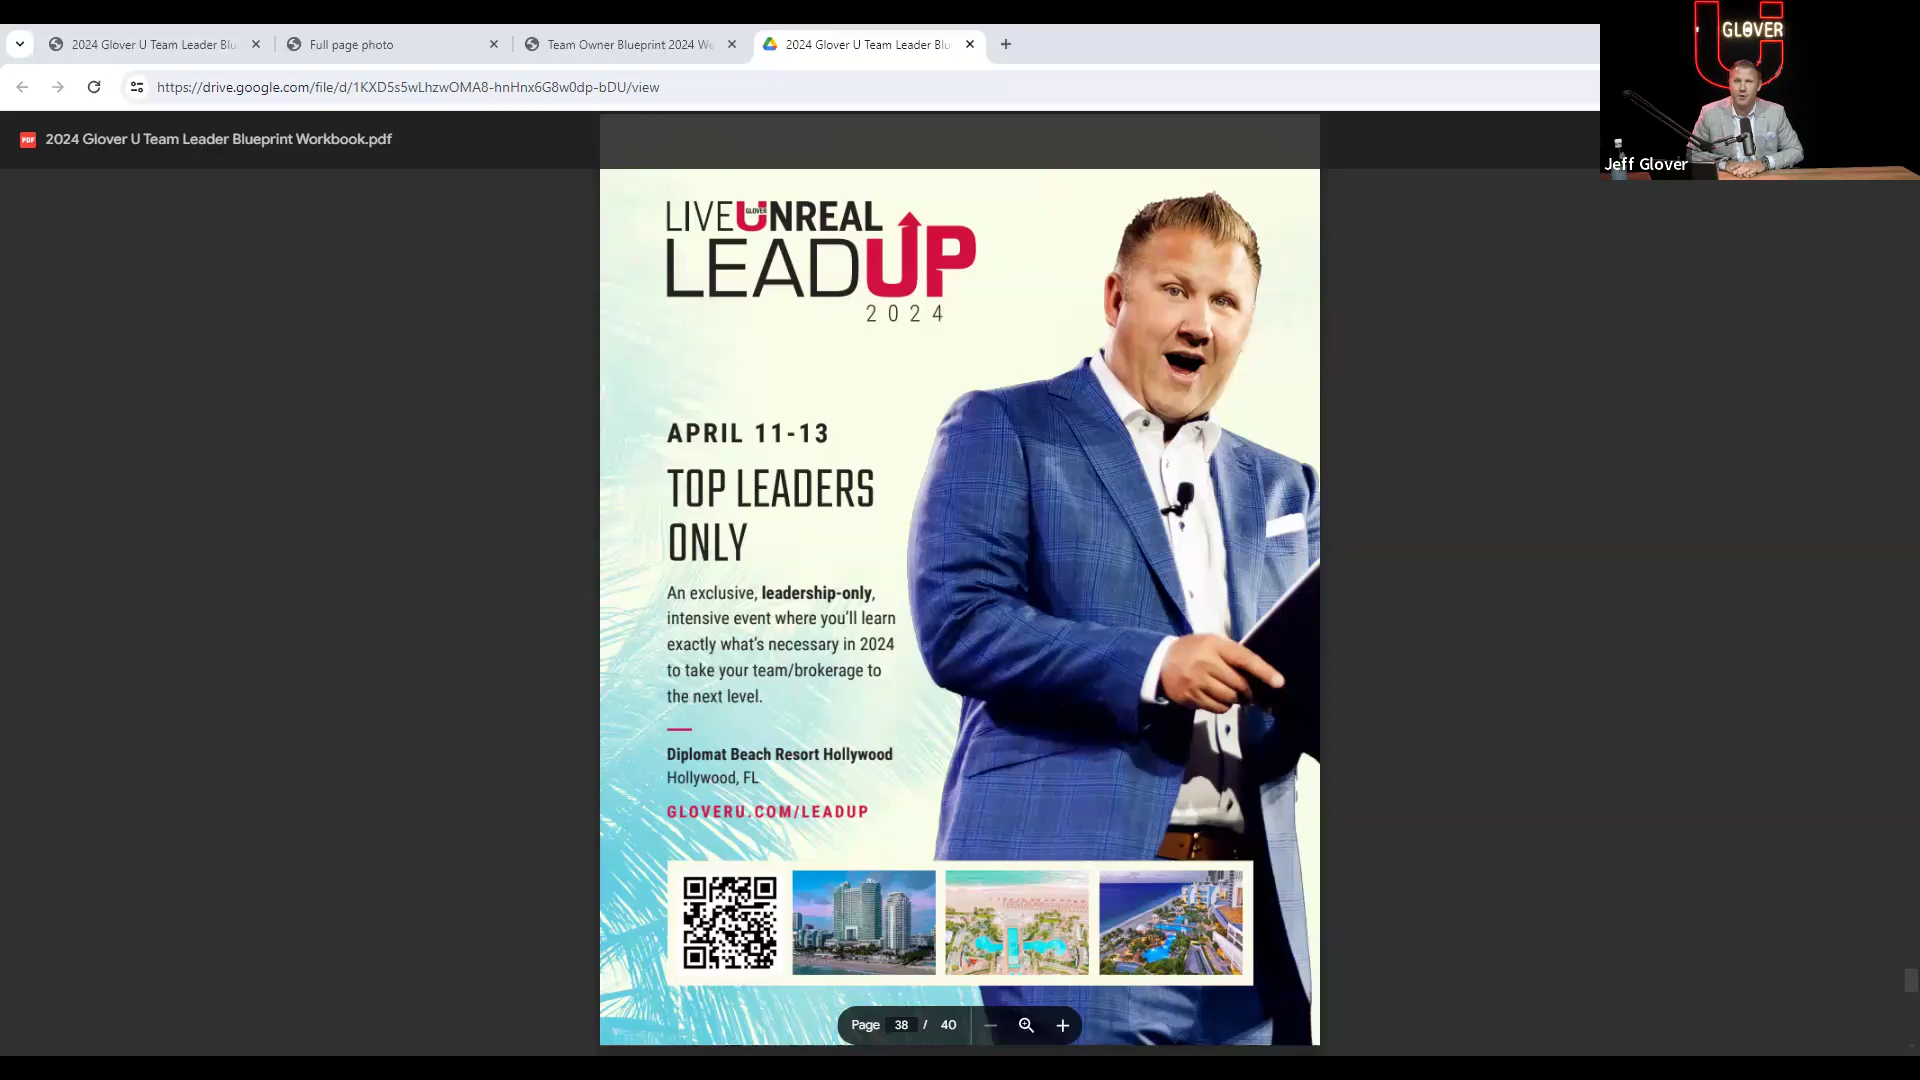 2024 Glover U Team Leader Blu
Full page photo
Team Owner Blueprint 2024 We
2024 Glover U Team Leader Blu
https://drive.google.com/file/d/1KXD5s5wLhzwOMA8-hnHnx6G8w0dp-bDU/view
GLOVER
Jeff Glover
PDF
2024 Glover U Team Leader Blueprint Workbook.pdf
LIVE UNREAL
GLOVER
LEADUP
2024
APRIL 11-13
TOP LEADERS
ONLY
An exclusive, leadership-only,
intensive event where you'll learn
exactly what's necessary in 2024
to take your team/brokerage to
the next level.
Diplomat Beach Resort Hollywood
Hollywood, FL
GLOVERU.COM/LEADUP
Page 38 / 40